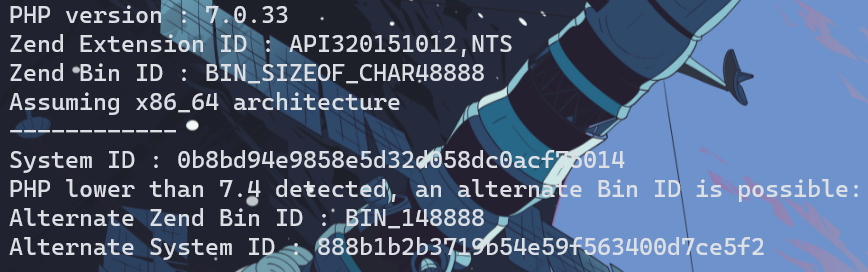 PHP version : 7.0.33
Zend Extension ID : API320151012,NTS
Zend Bin ID : BIN_SIZEOF_CHAR48888
Assuming x86_64 architecture
------------
System ID : 0b8bd94e9858e5d32d058dc0acf75b014
PHP lower than 7.4 detected, an alternate Bin ID is possible:
Alternate Zend Bin ID : BIN_148888
Alternate System ID : 888b1b2b3719b54e59f563400d7ce5f2